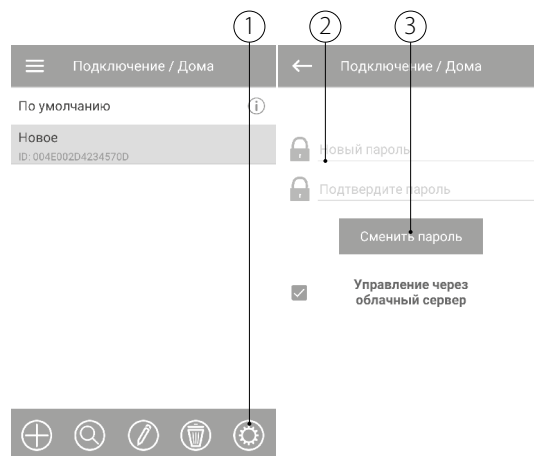 1
2
3
Подключение / Дома
По умолчанию
i
Новое
ID: 004E002D4234570D
Подключение / Дома
Новый пароль
Подтвердите пароль
Сменить пароль
Управление через
облачный сервер